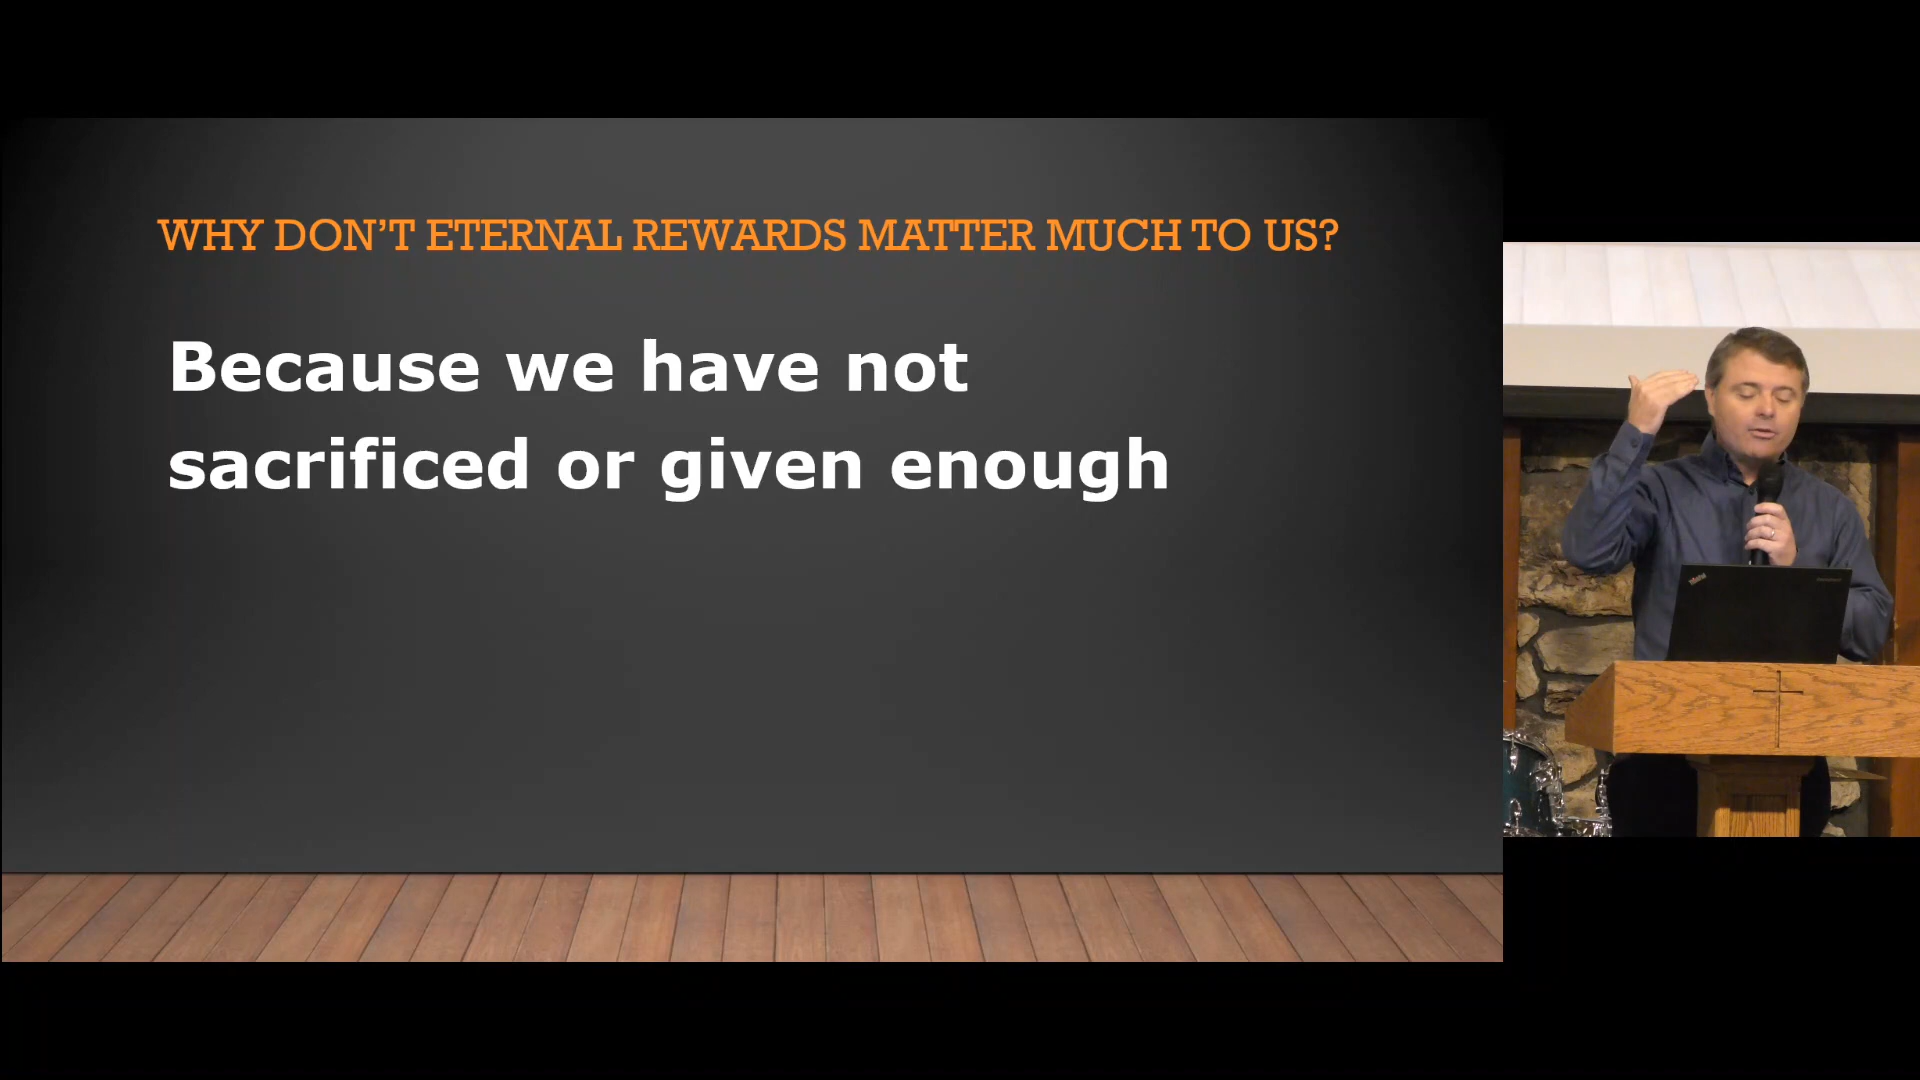 WHY DON'T ETERNAL REWARDS MATTER MUCH TO US?
Because we have not
sacrificed or given enough